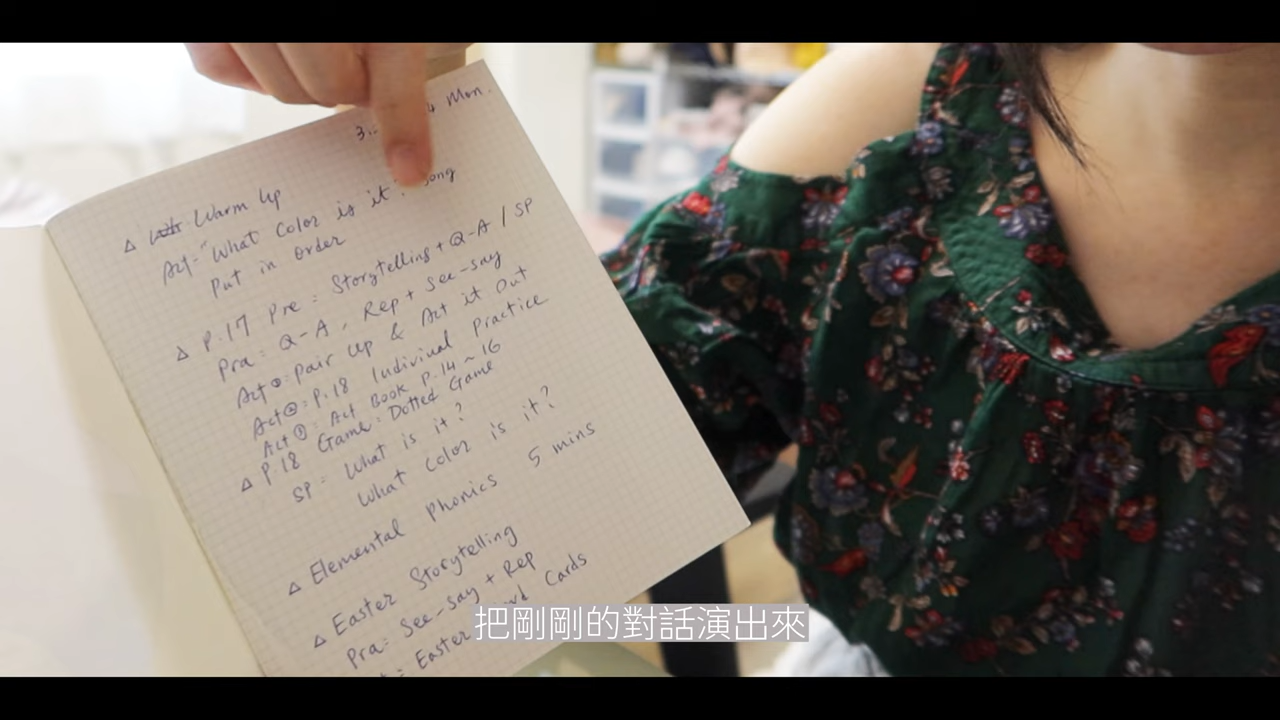 Mon.
Δ Warm Up
Act- "What Color is it" Song
Put in order
Δ P.17 Pre = Storytelling + Q-A / SP
Pra = Q-A, Rep + See-say
Act① = Pair Up & Act it Out
Act② = P.18 Indiviual Practice
Act③ = Act Book P.14 ~ 16
Δ P.18 Game = Dotted Game
SP = What is it?
What color is it?
Δ Elemental Phonics 5 mins
Δ Easter Storytelling
Pra = See-say + Rep
= Easter Cards
把剛剛的對話演出來